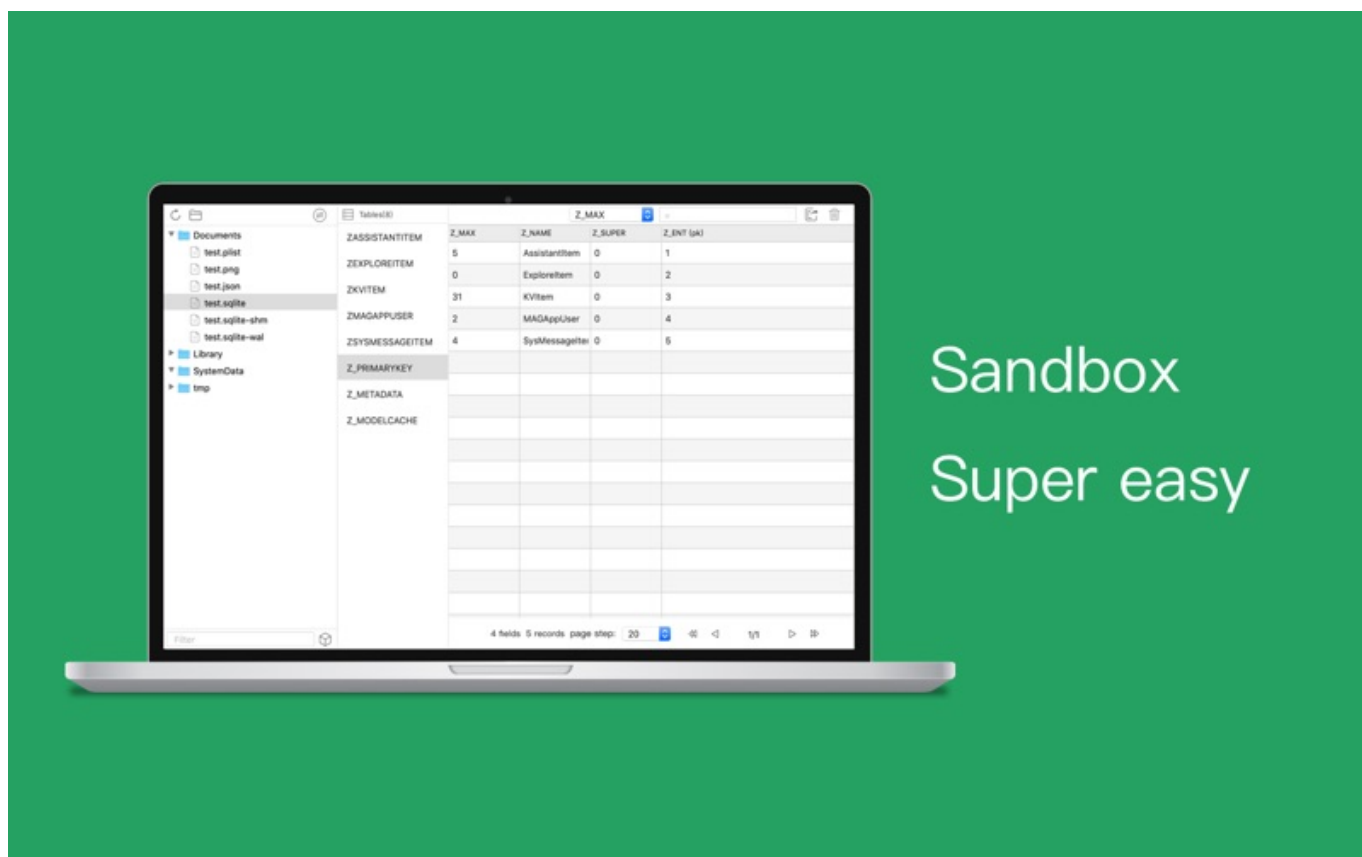 Tables(8)
Z_MAX
Documents
test.plist
test.png
test.json
test.sqlite
test.sqlite-shm
test.sqlite-wal
Library
SystemData
tmp
Filter
ZASSISTANTITEM
ZEXPLOREITEM
ZKVITEM
ZMAGAPPUSER
ZSYSMESSAGEITEM
Z_PRIMARYKEY
Z_METADATA
Z_MODELCACHE
Z_MAX Z_NAME Z_SUPER Z_ENT (pk)
5 AssistantItem 0 1
0 ExploreItem 0 2
31 KVItem 0 3
2 MAGAppUser 0 4
4 SysMessageIte 0 5
4 fields 5 records page step: 20 1/1
Sandbox
Super easy